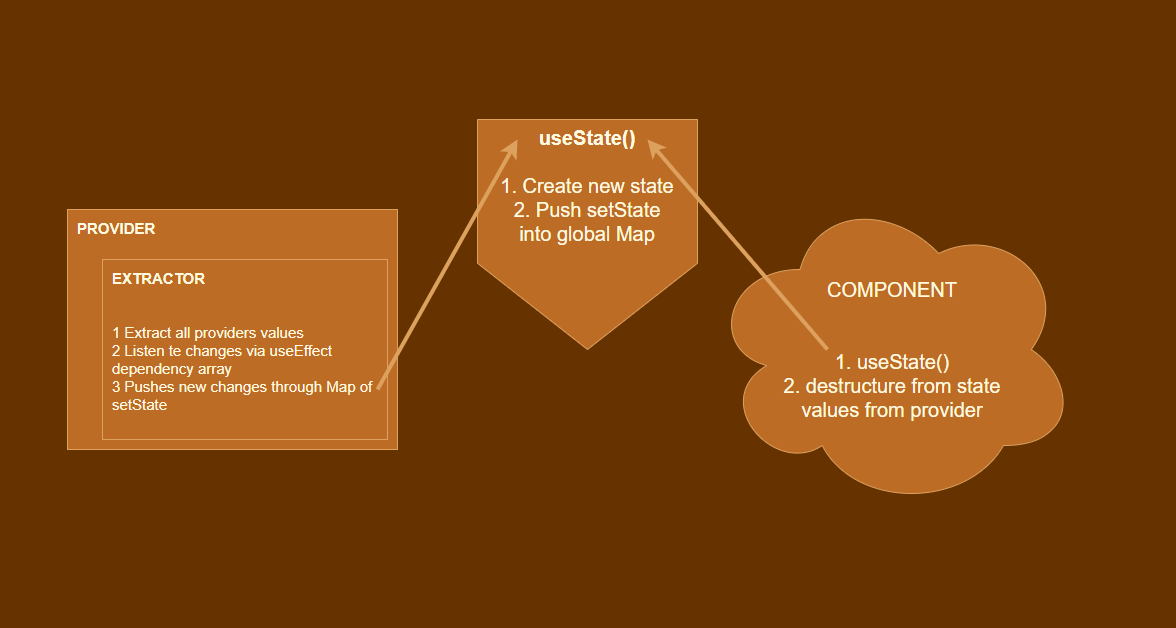 PROVIDER
EXTRACTOR
1 Extract all providers values
2 Listen te changes via useEffect
dependency array
3 Pushes new changes through Map of
setState
useState()
1. Create new state
2. Push setState
into global Map
COMPONENT
1. useState()
2. destructure from state
values from provider